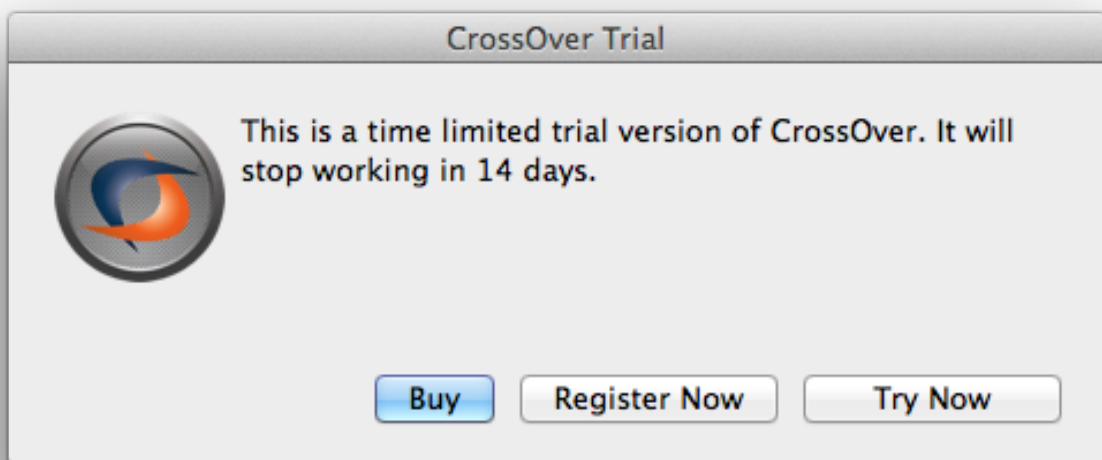 CrossOver Trial
This is a time limited trial version of CrossOver. It will
stop working in 14 days.
Buy
Register Now
Try Now